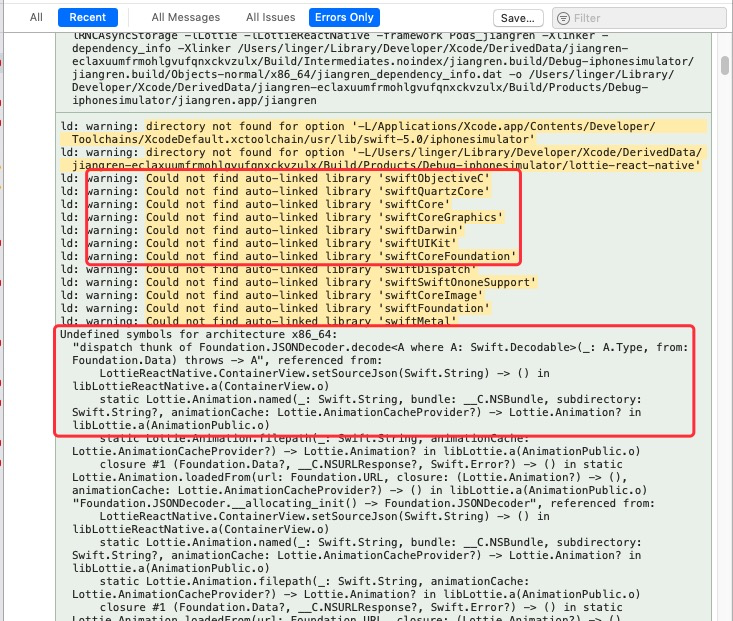 All Recent All Messages All Issues Errors Only Save... Filter
lRNCAsyncStorage -lLottie -lLottieReactNative -framework Pods_jiangren -Xlinker -
dependency_info -Xlinker /Users/linger/Library/Developer/Xcode/DerivedData/jiangren-
eclaxuumfrmohlgvufqnxckvzulx/Build/Intermediates.noindex/jiangren.build/Debug-iphonesimulator/
jiangren.build/Objects-normal/x86_64/jiangren_dependency_info.dat -o /Users/linger/Library/
Developer/Xcode/DerivedData/jiangren-eclaxuumfrmohlgvufqnxckvzulx/Build/Products/Debug-
iphonesimulator/jiangren.app/jiangren
ld: warning: directory not found for option '-L/Applications/Xcode.app/Contents/Developer/
Toolchains/XcodeDefault.xctoolchain/usr/lib/swift-5.0/iphonesimulator'
ld: warning: directory not found for option '-L/Users/linger/Library/Developer/Xcode/DerivedData/
jiangren-eclaxuumfrmohlgvufqnxckvzulx/Build/Products/Debug-iphonesimulator/lottie-react-native'
ld: warning: Could not find auto-linked library 'swiftObjectiveC'
ld: warning: Could not find auto-linked library 'swiftQuartzCore'
ld: warning: Could not find auto-linked library 'swiftCore'
ld: warning: Could not find auto-linked library 'swiftCoreGraphics'
ld: warning: Could not find auto-linked library 'swiftDarwin'
ld: warning: Could not find auto-linked library 'swiftUIKit'
ld: warning: Could not find auto-linked library 'swiftCoreFoundation'
ld: warning: Could not find auto-linked library 'swiftDispatch'
ld: warning: Could not find auto-linked library 'swiftSwiftOnoneSupport'
ld: warning: Could not find auto-linked library 'swiftCoreImage'
ld: warning: Could not find auto-linked library 'swiftFoundation'
ld: warning: Could not find auto-linked library 'swiftMetal'
Undefined symbols for architecture x86_64:
"dispatch thunk of Foundation.JSONDecoder.decode<A where A: Swift.Decodable>(_: A.Type, from:
Foundation.Data) throws -> A", referenced from:
LottieReactNative.ContainerView.setSourceJson(Swift.String) -> () in
libLottieReactNative.a(ContainerView.o)
static Lottie.Animation.named(_: Swift.String, bundle: __C.NSBundle, subdirectory:
Swift.String?, animationCache: Lottie.AnimationCacheProvider?) -> Lottie.Animation? in
libLottie.a(AnimationPublic.o)
static Lottie.Animation.filepath(_: Swift.String, animationCache:
Lottie.AnimationCacheProvider?) -> Lottie.Animation? in libLottie.a(AnimationPublic.o)
closure #1 (Foundation.Data?, __C.NSURLResponse?, Swift.Error?) -> () in static
Lottie.Animation.loadedFrom(url: Foundation.URL, closure: (Lottie.Animation?) -> (),
animationCache: Lottie.AnimationCacheProvider?) -> () in libLottie.a(AnimationPublic.o)
"Foundation.JSONDecoder.__allocating_init() -> Foundation.JSONDecoder", referenced from:
LottieReactNative.ContainerView.setSourceJson(Swift.String) -> () in
libLottieReactNative.a(ContainerView.o)
static Lottie.Animation.named(_: Swift.String, bundle: __C.NSBundle, subdirectory:
Swift.String?, animationCache: Lottie.AnimationCacheProvider?) -> Lottie.Animation? in
libLottie.a(AnimationPublic.o)
static Lottie.Animation.filepath(_: Swift.String, animationCache:
Lottie.AnimationCacheProvider?) -> Lottie.Animation? in libLottie.a(AnimationPublic.o)
closure #1 (Foundation.Data?, __C.NSURLResponse?, Swift.Error?) -> () in static
Lottie.Animation.loadedFrom(url: Foundation.URL, closure: (Lottie.Animation?) -> (),